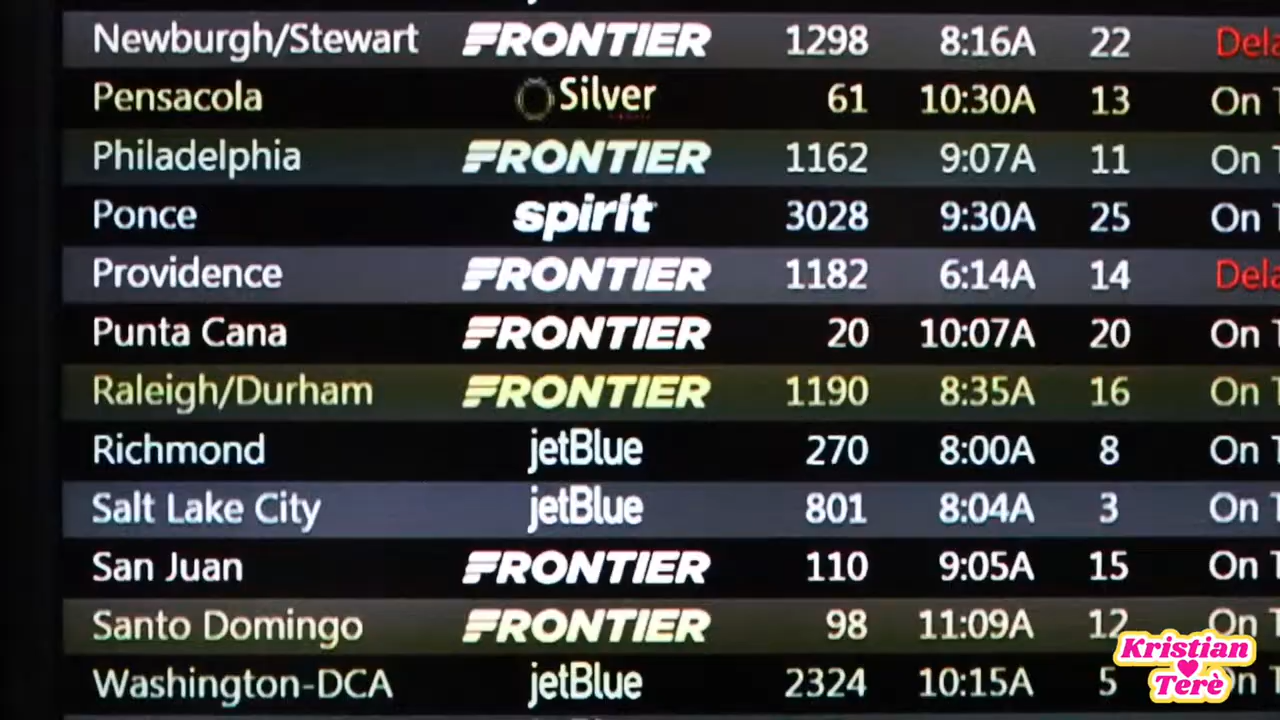 Newburgh/Stewart FRONTIER 1298 8:16A 22 Dela
Pensacola Silver 61 10:30A 13 On T
Philadelphia FRONTIER 1162 9:07A 11 On T
Ponce spirit 3028 9:30A 25 On T
Providence FRONTIER 1182 6:14A 14 Dela
Punta Cana FRONTIER 20 10:07A 20 On T
Raleigh/Durham FRONTIER 1190 8:35A 16 On T
Richmond jetBlue 270 8:00A 8 On T
Salt Lake City jetBlue 801 8:04A 3 On T
San Juan FRONTIER 110 9:05A 15 On T
Santo Domingo FRONTIER 98 11:09A 12 On T
Washington-DCA jetBlue 2324 10:15A 5 On T
Kristian
Terè